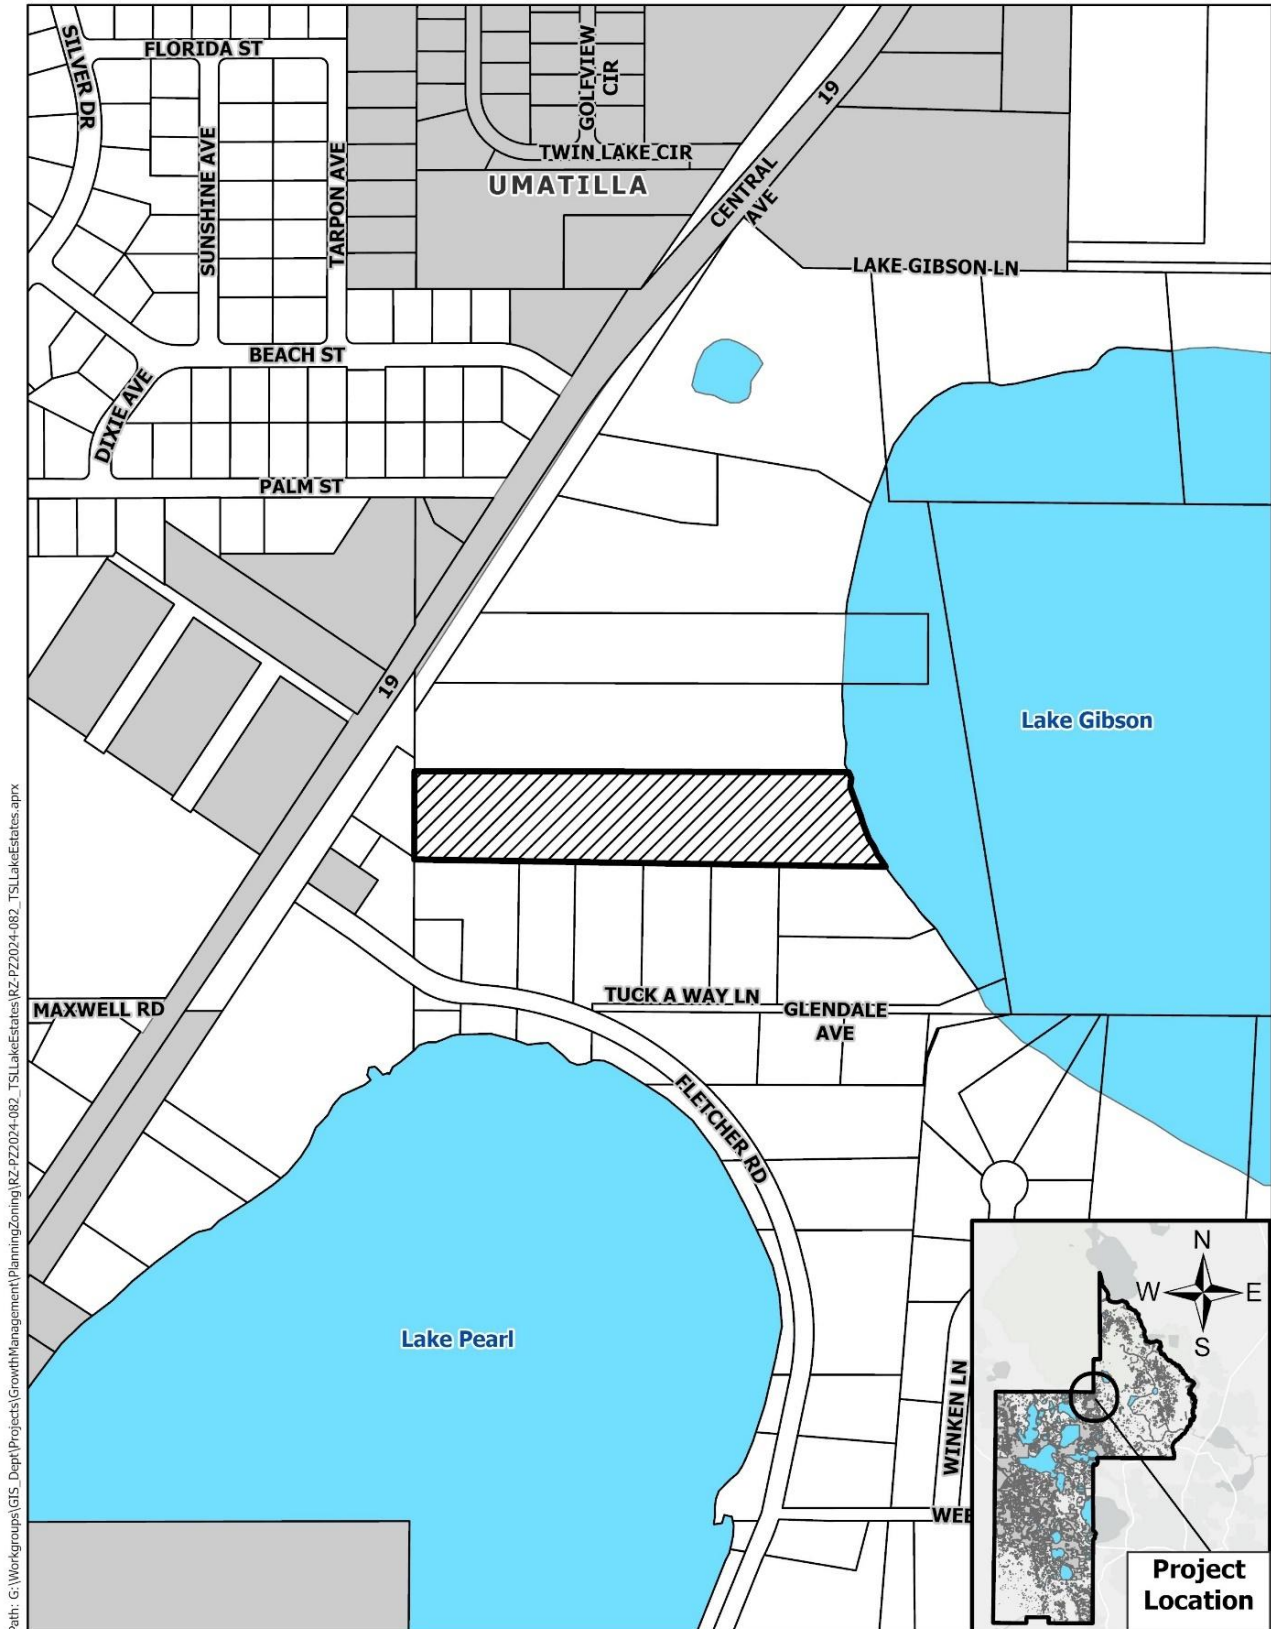 FLORIDA ST
SILVER DR
GOLFVIEW
CIR
19
SUNSHINE AVE
TARPON AVE
TWIN LAKE CIR
UMATILLA
CENTRAL
AVE
LAKE GIBSON LN
BEACH ST
DIXIE AVE
PALM ST
19
Lake Gibson
TUCK A WAY LN
GLENDALE
AVE
MAXWELL RD
FLETCHER RD
Lake Pearl
WINKEN LN
WEE
N
W
E
S
Project
Location
Path: G:\Workgroups\GIS_Dept\Projects\GrowthManagement\PlanningZoning\RZ-PZ2024-082_TSLLakeEstates\RZ-PZ2024-082_TSLLakeEstates.aprx